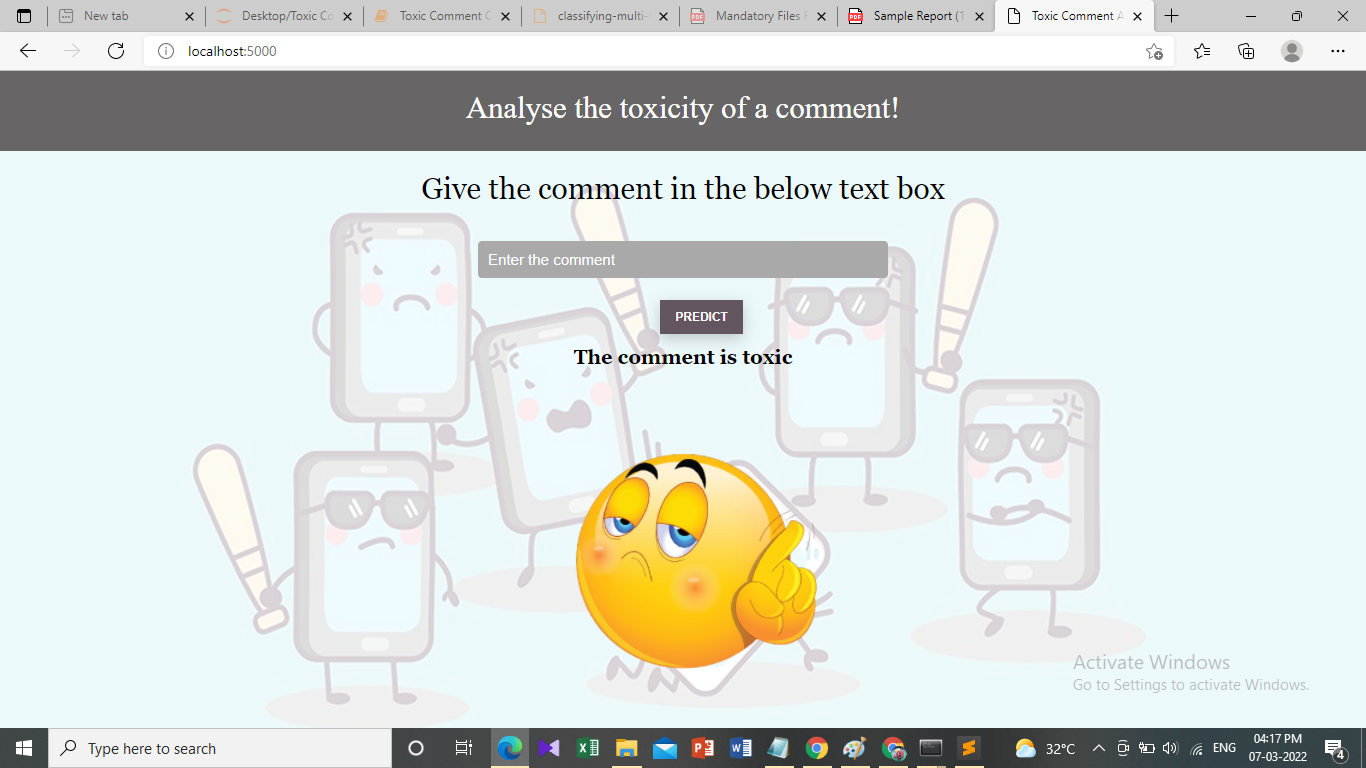 New tab
Desktop/Toxic Co
Toxic Comment C
classifying-multi-
Mandatory Files F
Sample Report (1
Toxic Comment A
localhost:5000
Analyse the toxicity of a comment!
Give the comment in the below text box
Enter the comment
PREDICT
The comment is toxic
Activate Windows
Go to Settings to activate Windows.
Type here to search
32°C
ENG
04:17 PM
07-03-2022
4